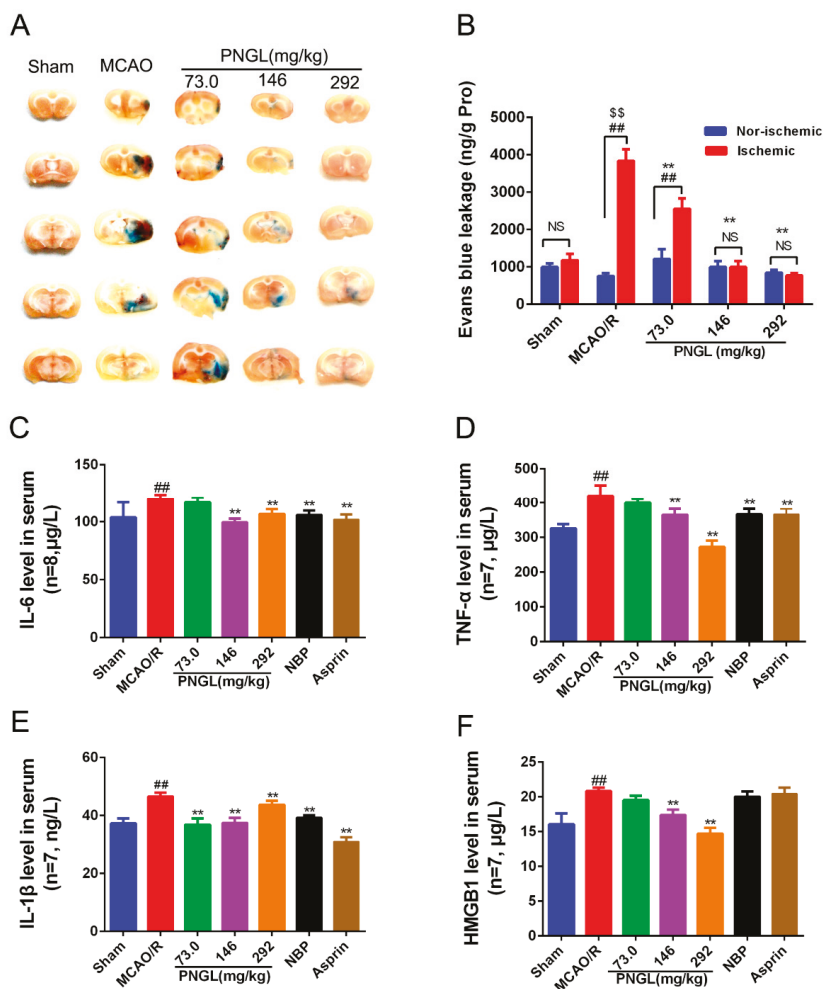 A
Sham MCAO PNGL(mg/kg)
73.0 146 292
B
Evans blue leakage (ng/g Pro)
5000
4000
3000
2000
1000
0
Nor-ischemic
Ischemic
NS
$$
##
**
##
**
NS
**
NS
Sham MCAO/R 73.0 146 292
PNGL (mg/kg)
C
IL-6 level in serum
(n=8,μg/L)
150
100
50
0
##
** ** ** **
Sham MCAO/R 73.0 146 292 NBP Asprin
PNGL(mg/kg)
D
TNF-α level in serum
(n=7, μg/L)
500
400
300
200
100
0
##
** ** ** **
Sham MCAO/R 73.0 146 292 NBP Asprin
PNGL(mg/kg)
E
IL-1β level in serum
(n=7, ng/L)
60
40
20
0
##
** ** ** ** **
Sham MCAO/R 73.0 146 292 NBP Asprin
PNGL(mg/kg)
F
HMGB1 level in serum
(n=7, μg/L)
25
20
15
10
5
0
##
** **
Sham MCAO/R 73.0 146 292 NBP Asprin
PNGL(mg/kg)